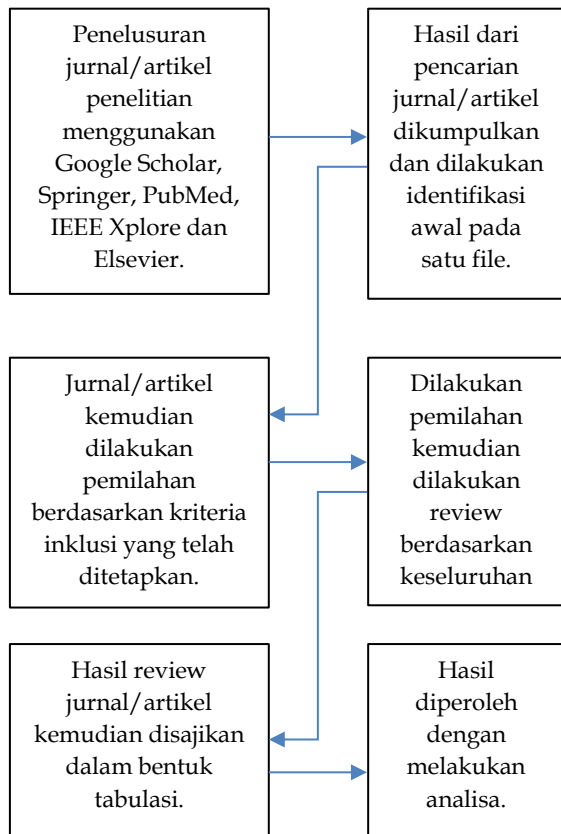 Penelusuran
jurnal/artikel
penelitian
menggunakan
Google Scholar,
Springer, PubMed,
IEEE Xplore dan
Elsevier.
Hasil dari
pencarian
jurnal/artikel
dikumpulkan
dan dilakukan
identifikasi
awal pada
satu file.
Jurnal/artikel
kemudian
dilakukan
pemilahan
berdasarkan kriteria
inklusi yang telah
ditetapkan.
Dilakukan
pemilahan
kemudian
dilakukan
review
berdasarkan
keseluruhan
Hasil review
jurnal/artikel
kemudian disajikan
dalam bentuk
tabulasi.
Hasil
diperoleh
dengan
melakukan
analisa.